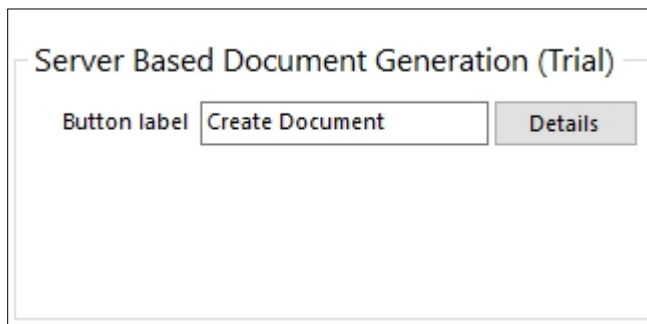 Server Based Document Generation (Trial)
Button label Create Document Details